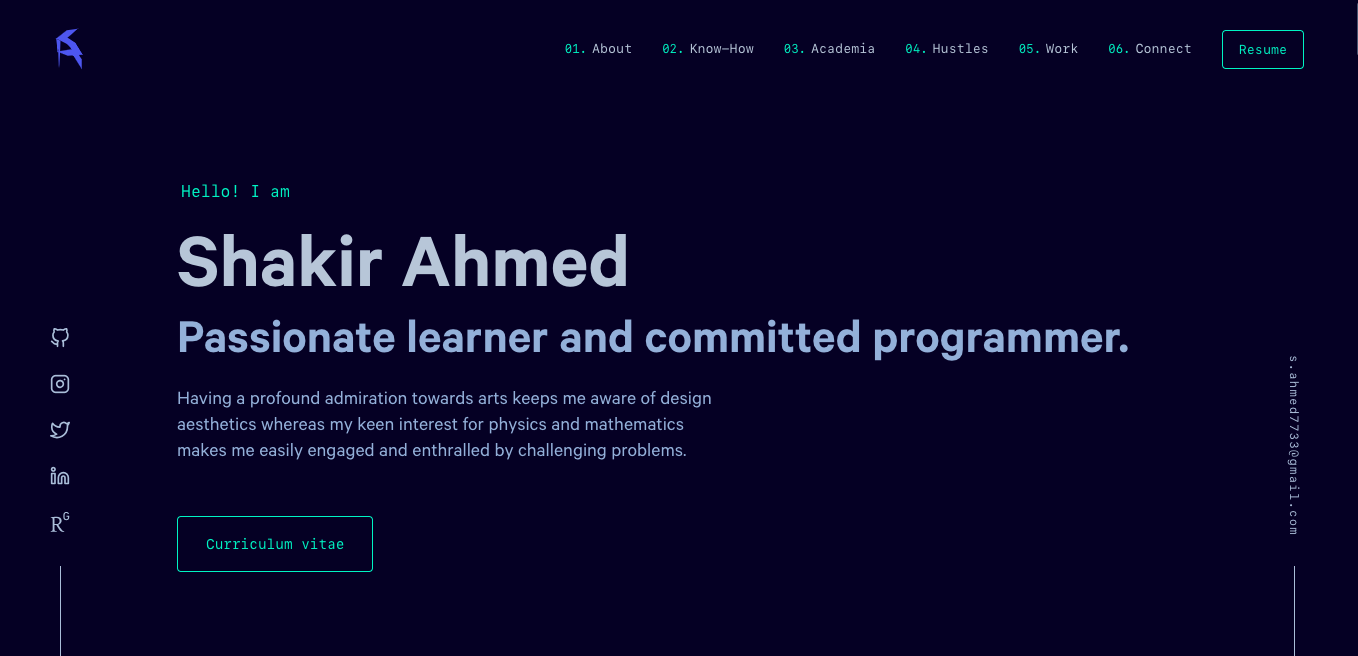 01. About 02. Know-How 03. Academia 04. Hustles 05. Work 06. Connect Resume
Hello! I am
Shakir Ahmed
Passionate learner and committed programmer.
Having a profound admiration towards arts keeps me aware of design
aesthetics whereas my keen interest for physics and mathematics
makes me easily engaged and enthralled by challenging problems.
Curriculum vitae
RG
s.ahmed7733@gmail.com